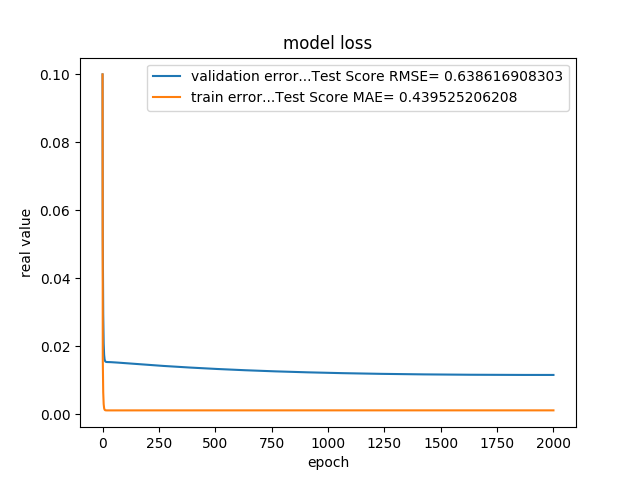 model loss
validation error...Test Score RMSE= 0.638616908303
train error...Test Score MAE= 0.439525206208
real value
0.10
0.08
0.06
0.04
0.02
0.00
0 250 500 750 1000 1250 1500 1750 2000
epoch